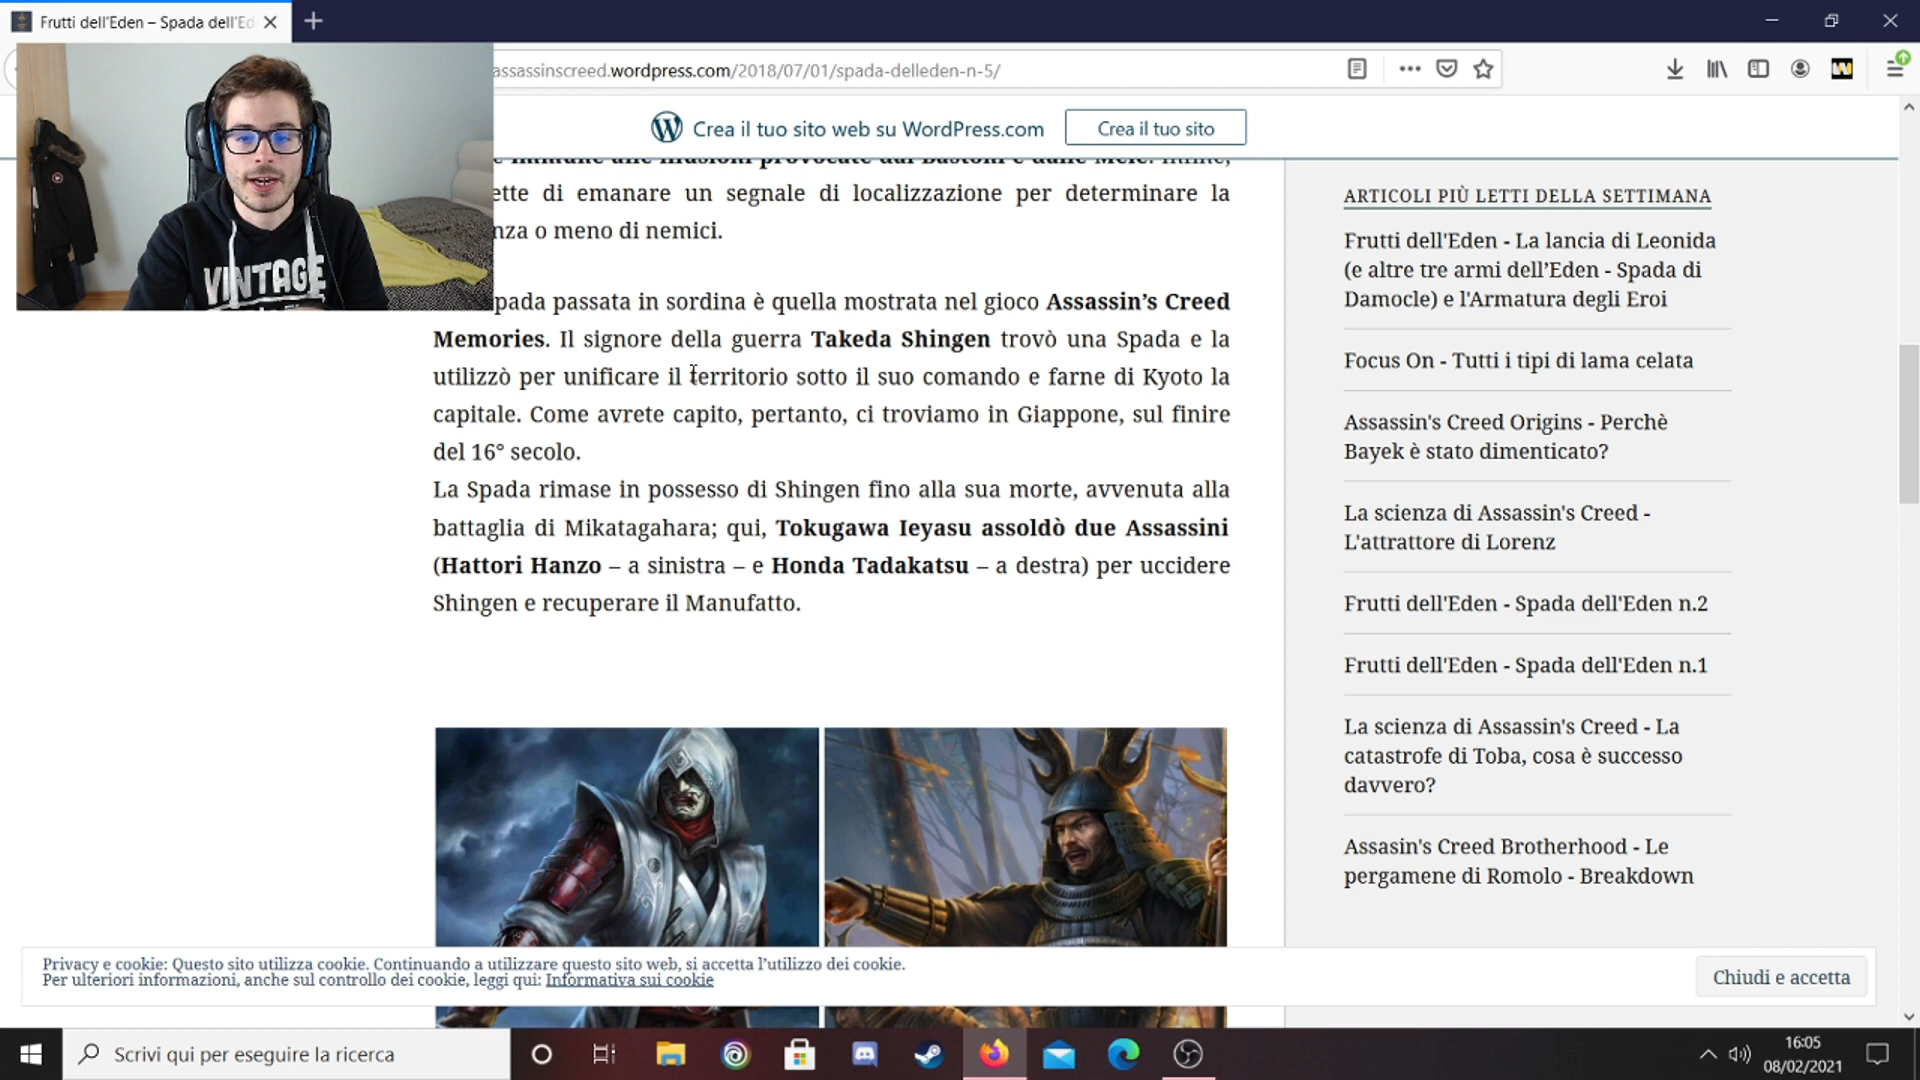 Frutti dell'Eden – Spada dell'Ed
assassinscreed.wordpress.com/2018/07/01/spada-delleden-n-5/
Crea il tuo sito web su WordPress.com
Crea il tuo sito
VINTAGE
immune alle illusioni provocate dai Bastoni e dalle Mele. Infine,
ette di emanare un segnale di localizzazione per determinare la
nza o meno di nemici.
pada passata in sordina è quella mostrata nel gioco Assassin's Creed
Memories. Il signore della guerra Takeda Shingen trovò una Spada e la
utilizzò per unificare il territorio sotto il suo comando e farne di Kyoto la
capitale. Come avrete capito, pertanto, ci troviamo in Giappone, sul finire
del 16° secolo.
La Spada rimase in possesso di Shingen fino alla sua morte, avvenuta alla
battaglia di Mikatagahara; qui, Tokugawa Ieyasu assoldò due Assassini
(Hattori Hanzo – a sinistra – e Honda Tadakatsu – a destra) per uccidere
Shingen e recuperare il Manufatto.
ARTICOLI PIÙ LETTI DELLA SETTIMANA
Frutti dell'Eden - La lancia di Leonida
(e altre tre armi dell’Eden - Spada di
Damocle) e l'Armatura degli Eroi
Focus On - Tutti i tipi di lama celata
Assassin's Creed Origins - Perchè
Bayek è stato dimenticato?
La scienza di Assassin's Creed -
L'attrattore di Lorenz
Frutti dell'Eden - Spada dell'Eden n.2
Frutti dell'Eden - Spada dell'Eden n.1
La scienza di Assassin's Creed - La
catastrofe di Toba, cosa è successo
davvero?
Assasin's Creed Brotherhood - Le
pergamene di Romolo - Breakdown
Privacy e cookie: Questo sito utilizza cookie. Continuando a utilizzare questo sito web, si accetta l’utilizzo dei cookie.
Per ulteriori informazioni, anche sul controllo dei cookie, leggi qui: Informativa sui cookie
Chiudi e accetta
Scrivi qui per eseguire la ricerca
16:05
08/02/2021